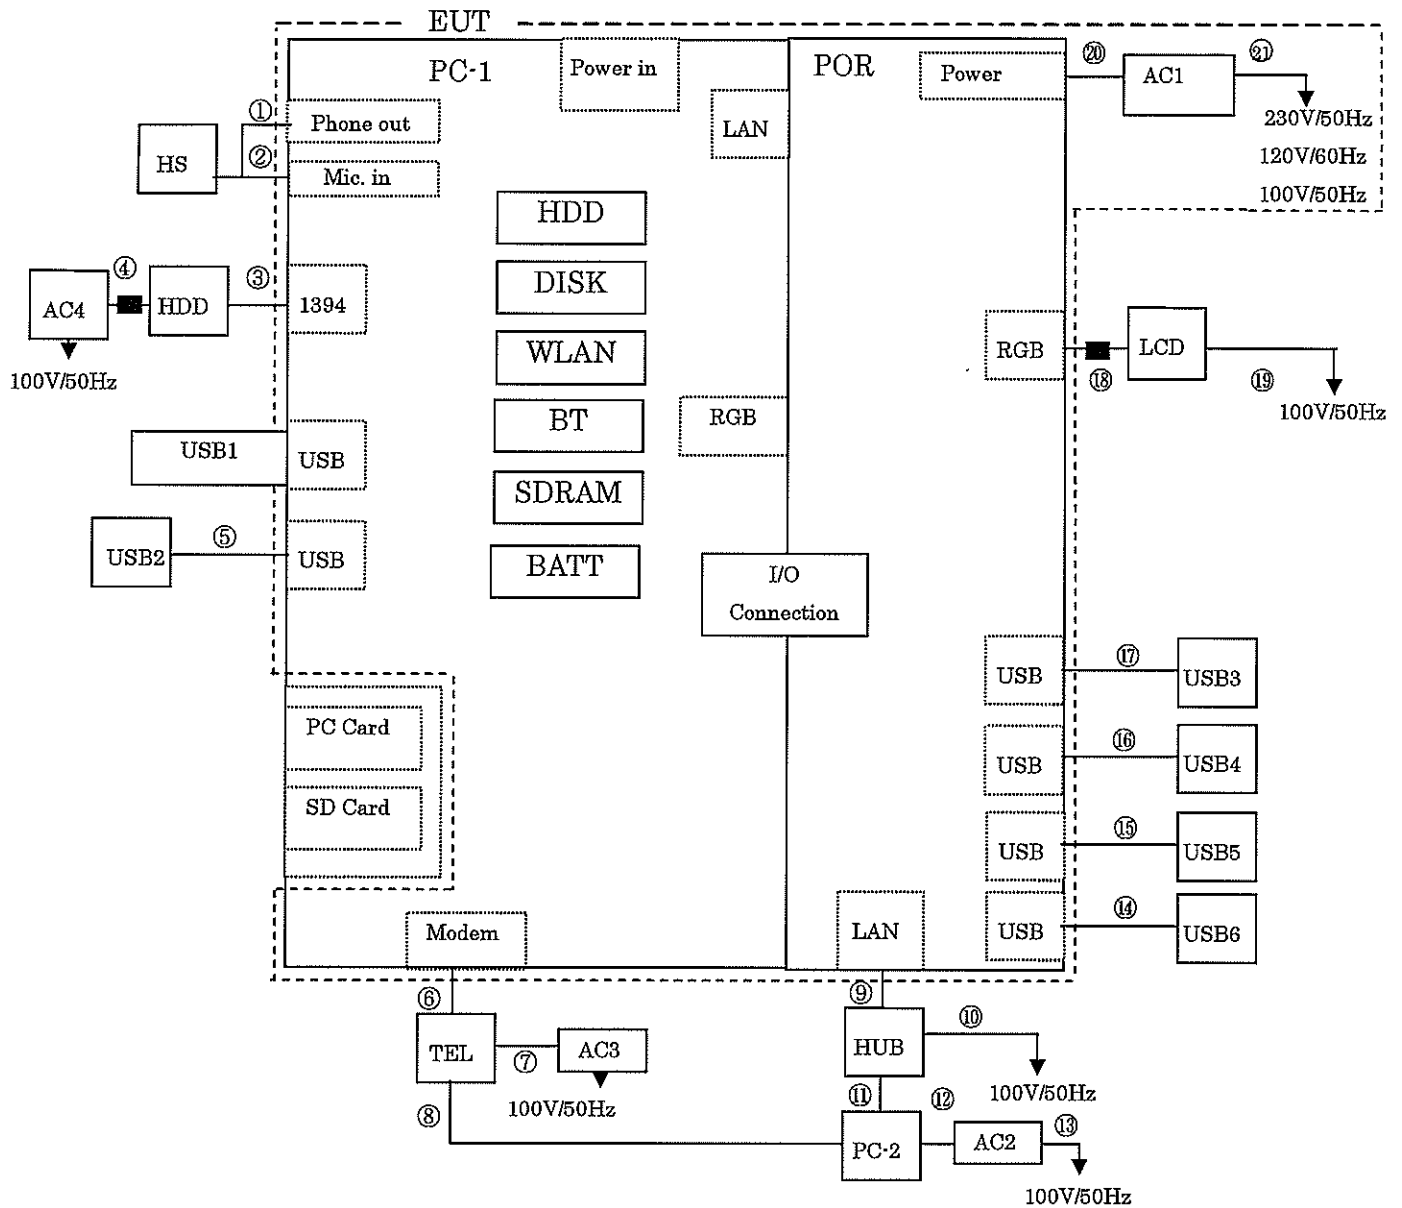 EUT
PC-1
Power in
POR
Power
⑳
AC1
㉑
230V/50Hz
120V/60Hz
100V/50Hz
①
Phone out
LAN
HS
②
Mic. in
HDD
④
③
DISK
AC4
HDD
1394
100V/50Hz
WLAN
RGB
LCD
⑱
⑲
100V/50Hz
BT
RGB
USB1
USB
SDRAM
⑤
USB2
USB
BATT
I/O
Connection
USB
⑰
USB3
PC Card
USB
⑯
USB4
SD Card
USB
⑮
USB5
Modem
LAN
USB
⑭
USB6
⑥
⑨
TEL
⑦
AC3
100V/50Hz
HUB
⑩
100V/50Hz
⑧
⑪
⑫
⑬
PC-2
AC2
100V/50Hz